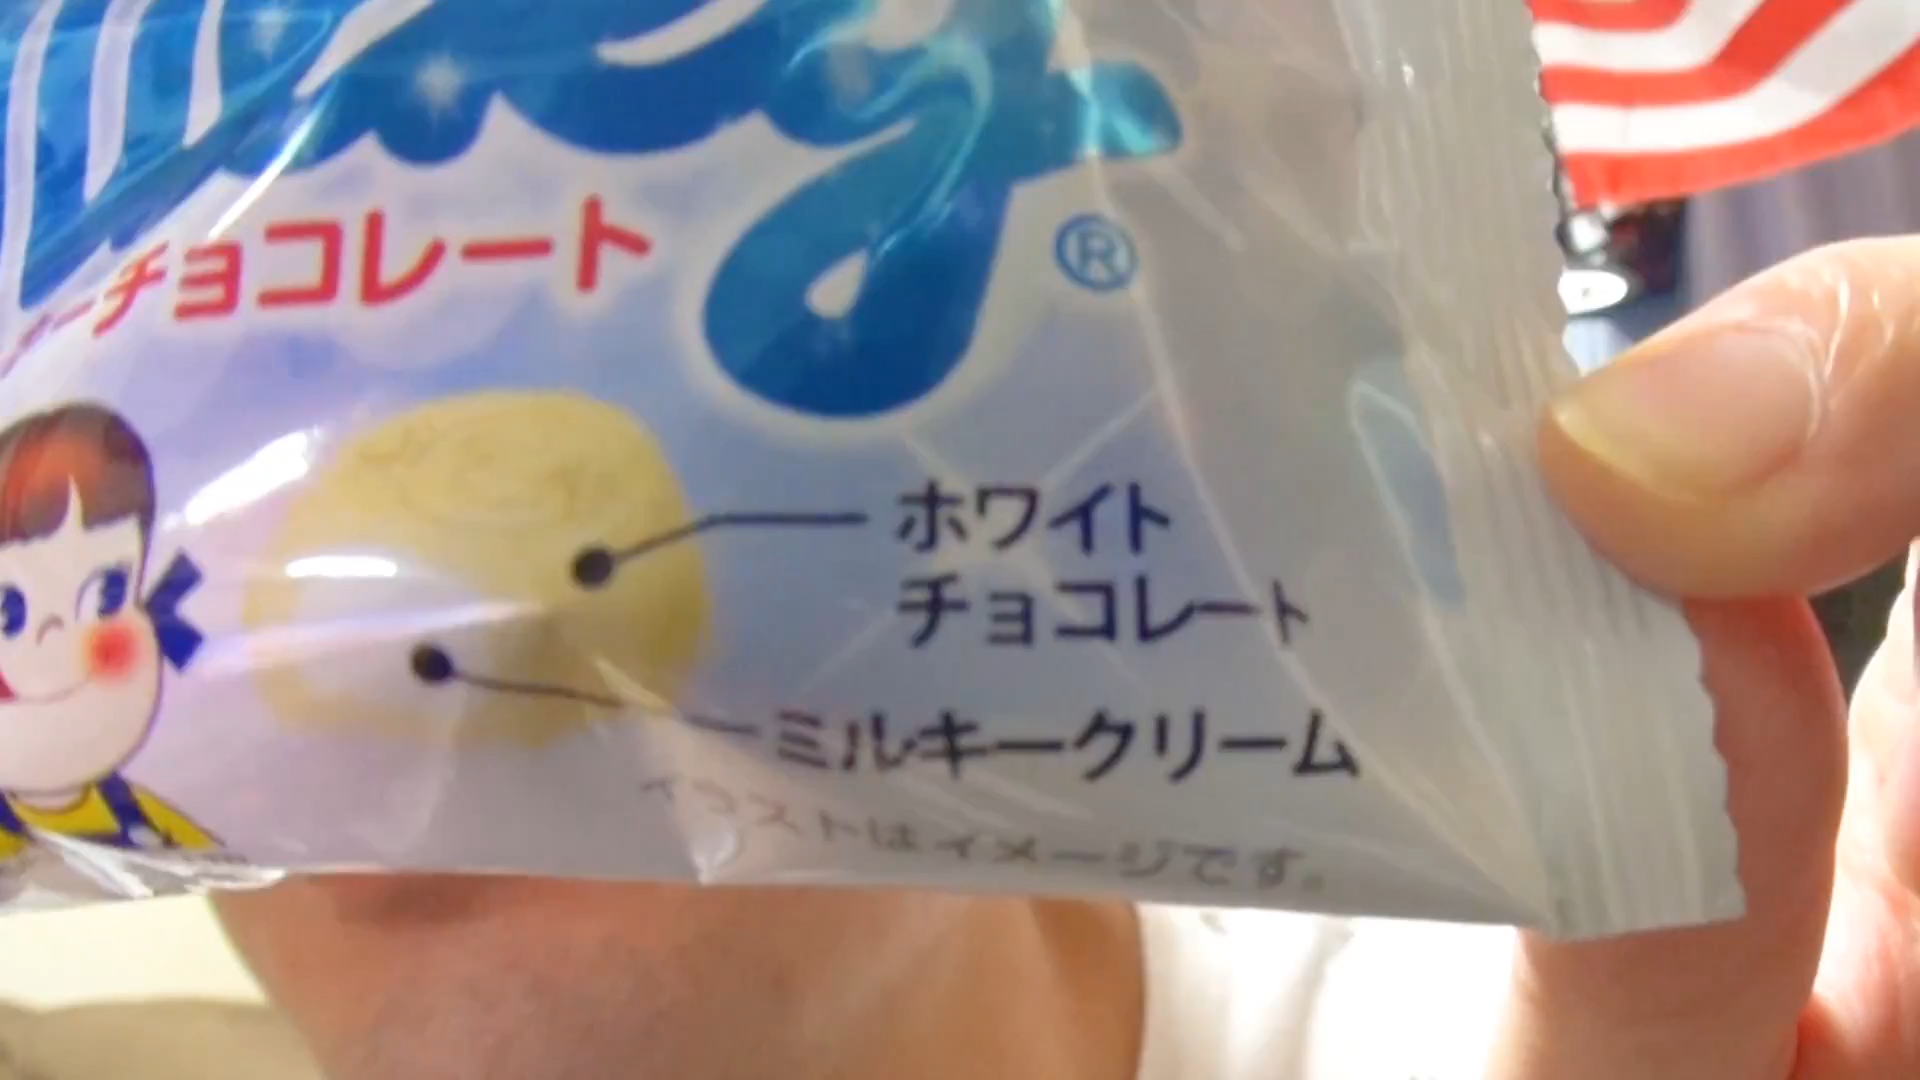 ーチョコレート
®
ホワイト
チョコレート
ミルキークリーム
イラストはイメージです。